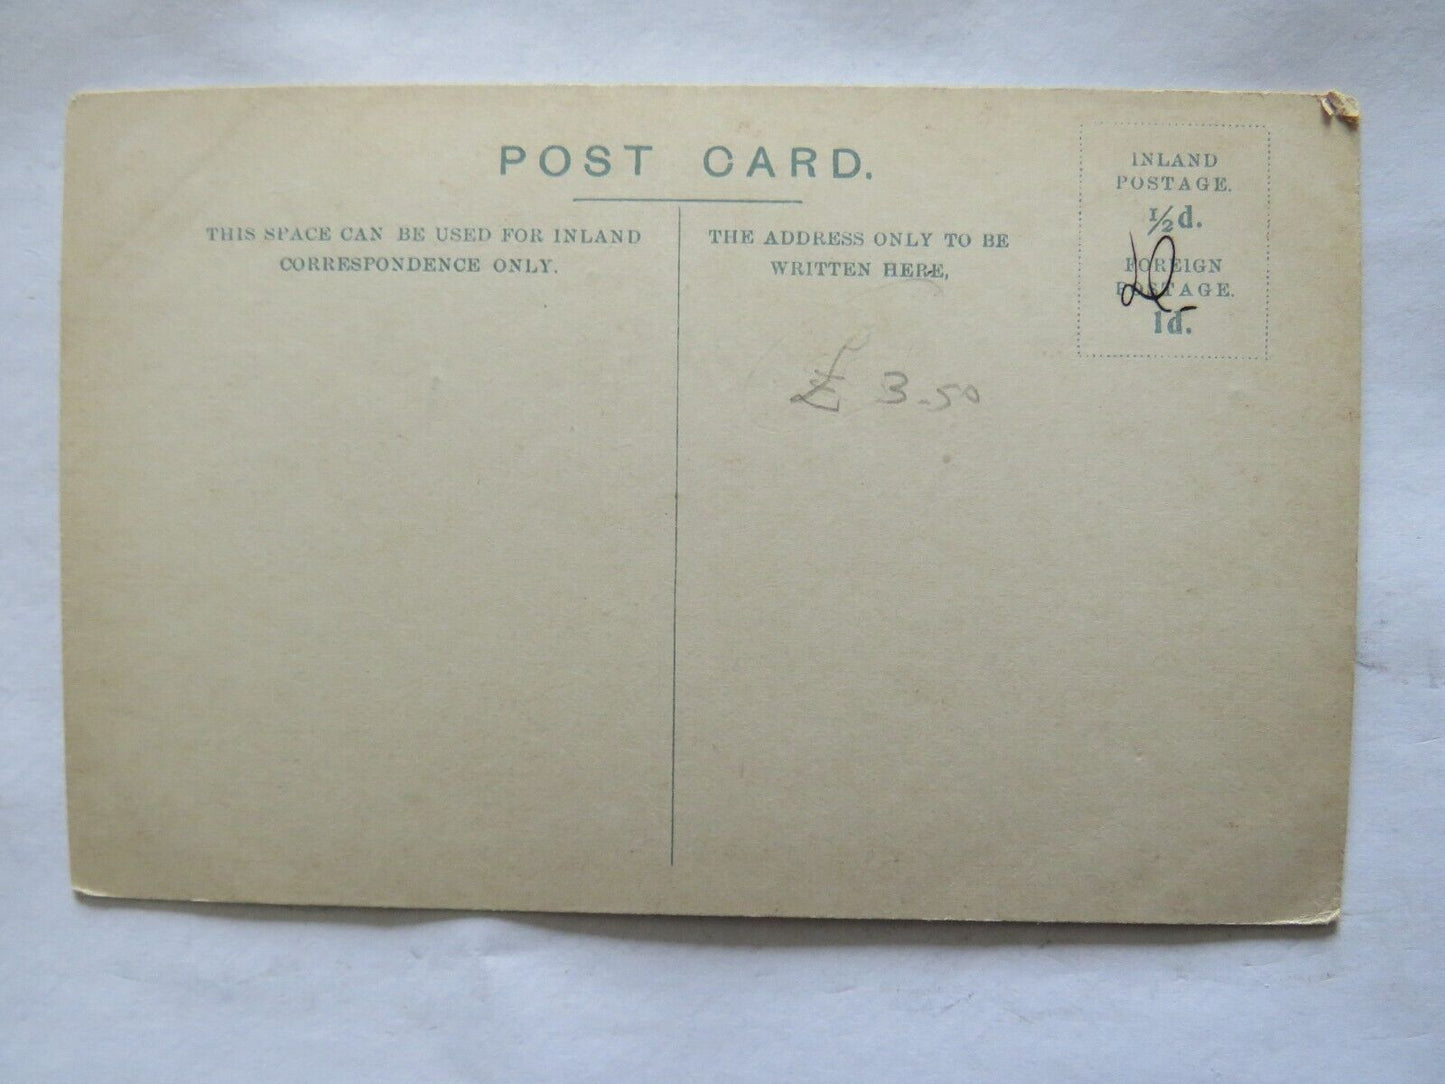 POST CARD.
THIS SPACE CAN BE USED FOR INLAND
CORRESPONDENCE ONLY.
THE ADDRESS ONLY TO BE
WRITTEN HERE,
INLAND
POSTAGE.
½d.
FOREIGN
POSTAGE.
1d.
£ 3-50